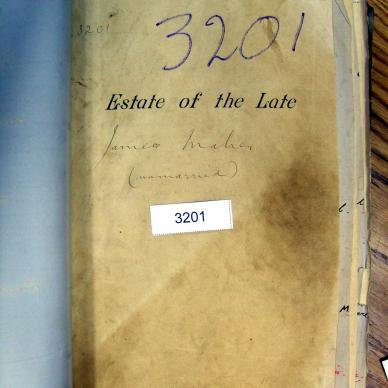 3201
3201
Estate of the Late
James Maher
(unmarried)
3201